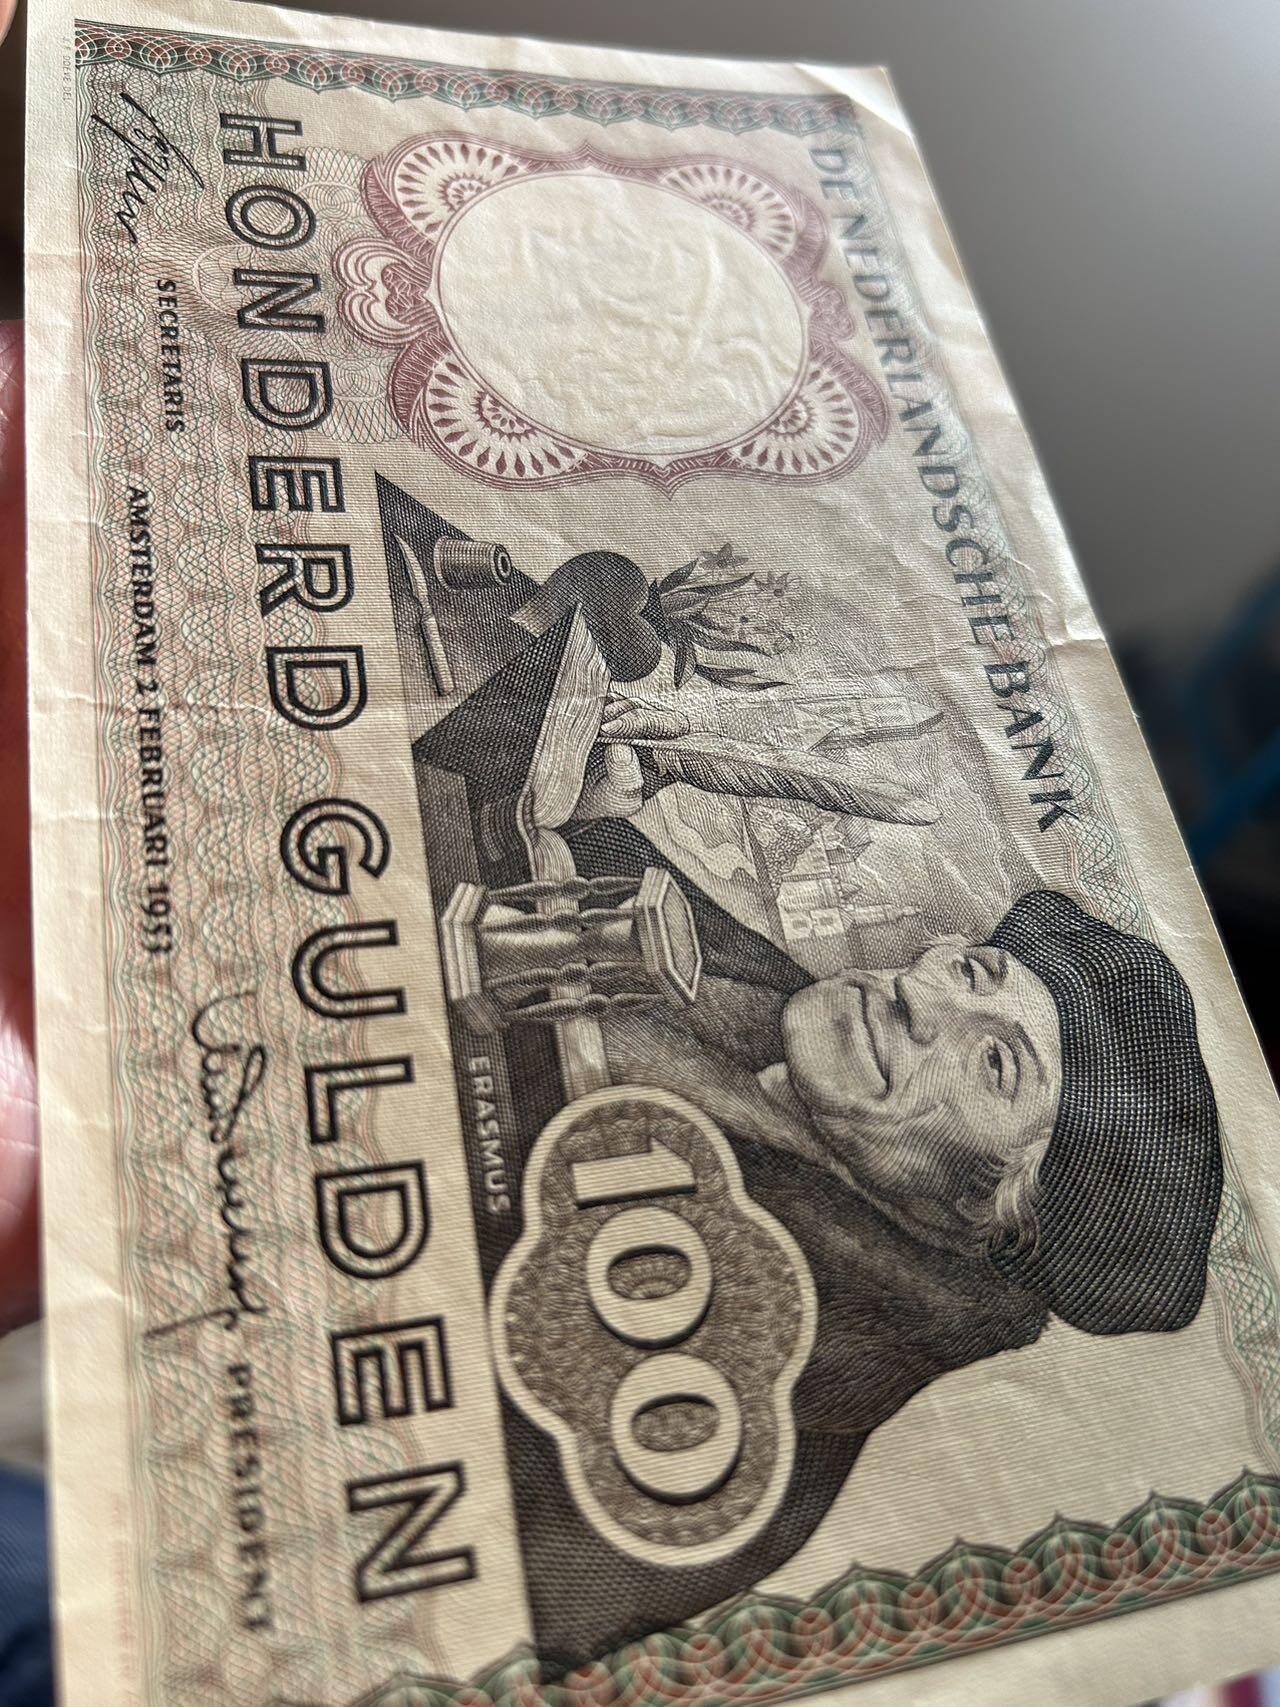 DE NEDERLANDSCHE BANK
ERASMUS
100
HONDERD GULDEN
SECRETARIS
AMSTERDAM 2 FEBRUARI 1953
PRESIDENT